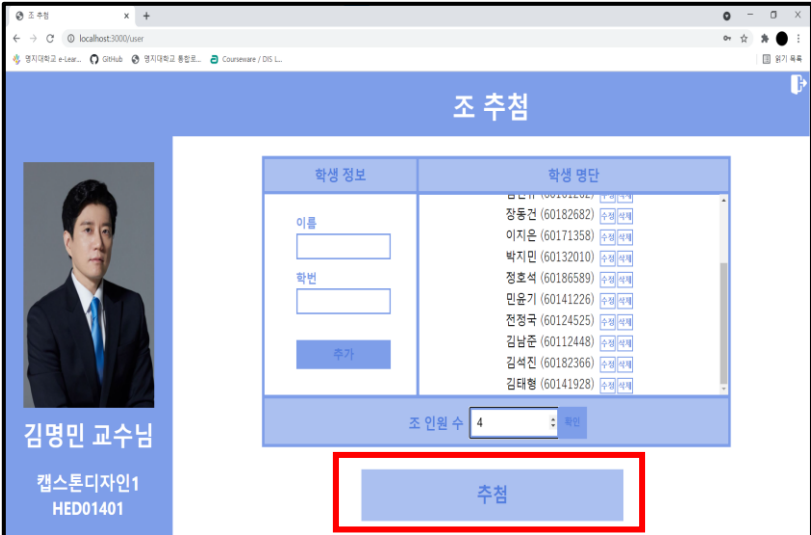 조 추첨
localhost:3000/user
명지대학교 e-Lear... GitHub 명지대학교 통합로... Courseware / DIS L... 읽기 목록
조 추첨
학생 정보 학생 명단
이름
학번
추가
장동건 (60182682) 수정 삭제
이지은 (60171358) 수정 삭제
박지민 (60132010) 수정 삭제
정호석 (60186589) 수정 삭제
민윤기 (60141226) 수정 삭제
전정국 (60124525) 수정 삭제
김남준 (60112448) 수정 삭제
김석진 (60182366) 수정 삭제
김태형 (60141928) 수정 삭제
조 인원 수 4 확인
추첨
김명민 교수님
캡스톤디자인1
HED01401